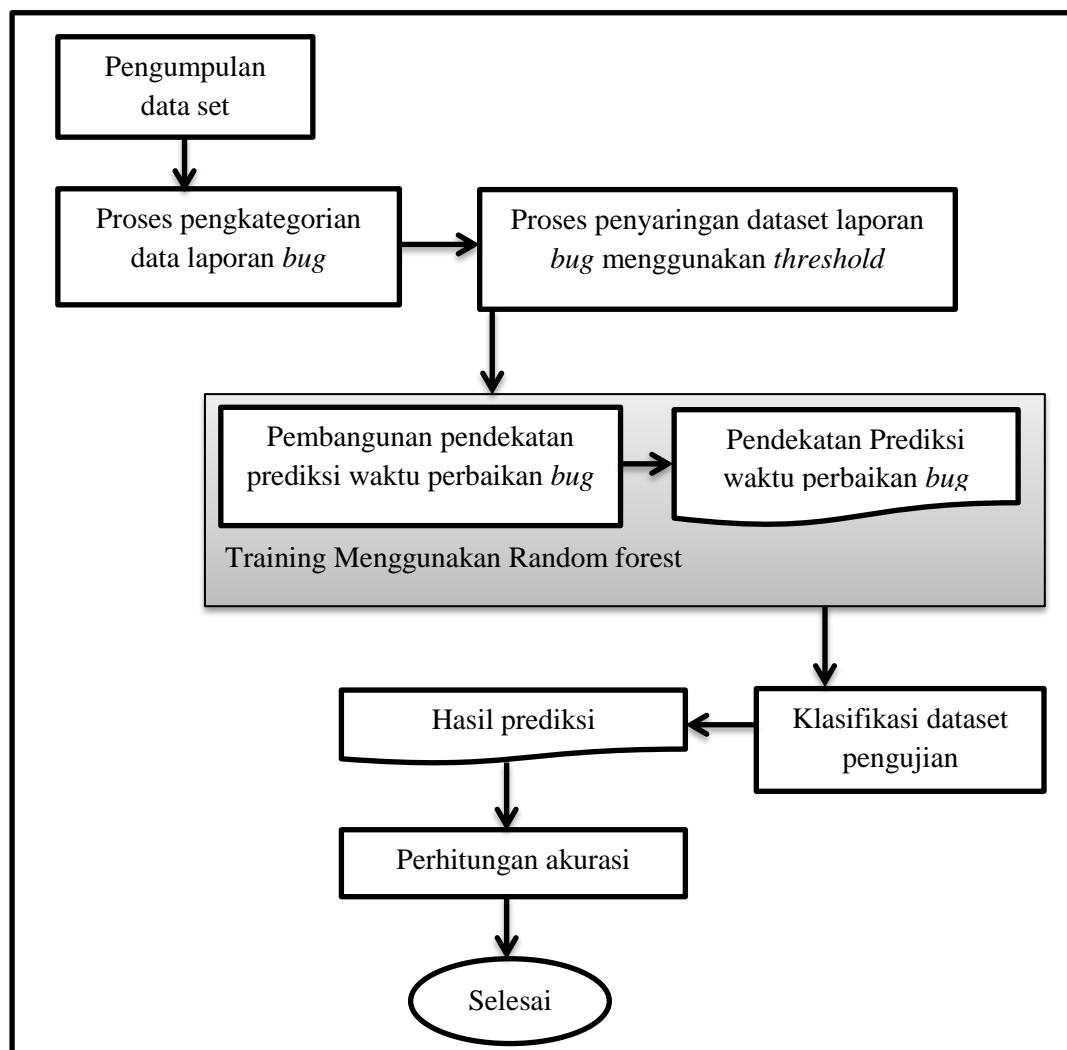 Pengumpulan
data set
Proses pengkategorian
data laporan bug
Proses penyaringan dataset laporan
bug menggunakan threshold
Pembangunan pendekatan
prediksi waktu perbaikan bug
Pendekatan Prediksi
waktu perbaikan bug
Training Menggunakan Random forest
Klasifikasi dataset
pengujian
Hasil prediksi
Perhitungan akurasi
Selesai